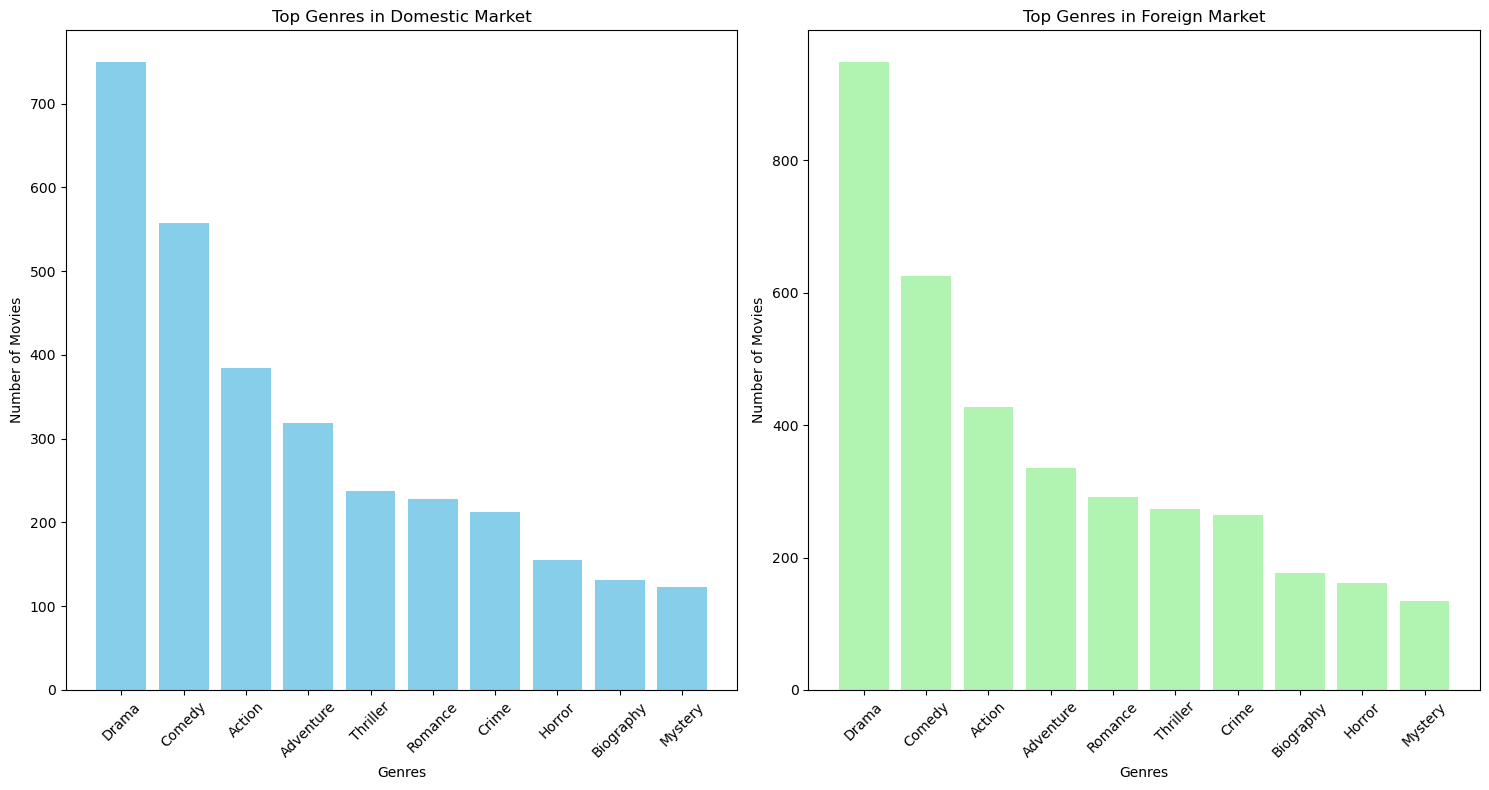 Top Genres in Domestic Market
Number of Movies
700
600
500
400
300
200
100
0
Drama
Comedy
Action
Adventure
Thriller
Romance
Crime
Horror
Biography
Mystery
Genres
Top Genres in Foreign Market
Number of Movies
800
600
400
200
0
Drama
Comedy
Action
Adventure
Romance
Thriller
Crime
Biography
Horror
Mystery
Genres